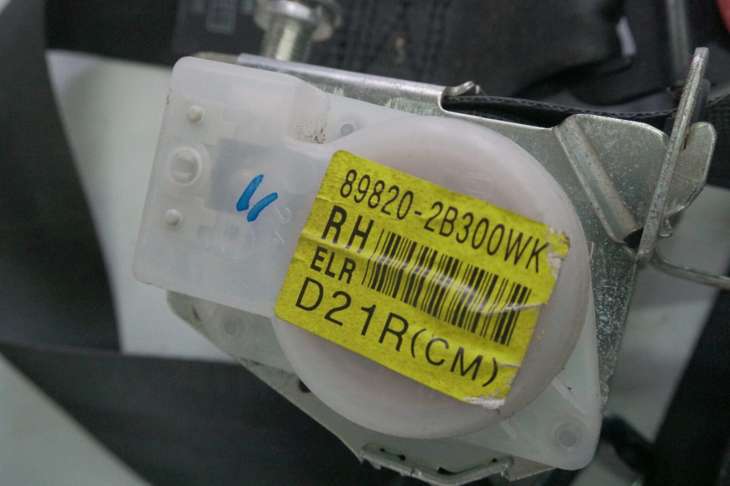 89820-2B300WK
RH
ELR
D21R(CM)